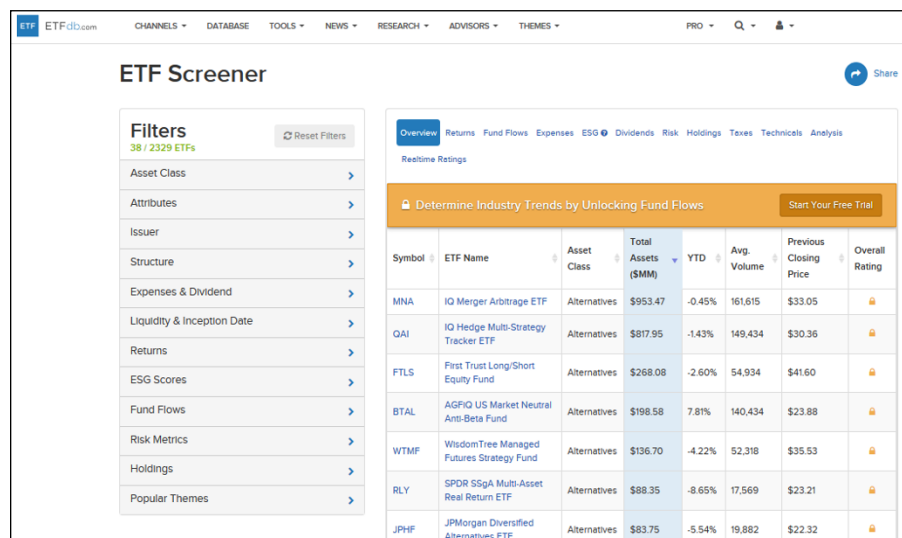 ETF ETFdb.com CHANNELS DATABASE TOOLS NEWS RESEARCH ADVISORS THEMES PRO
ETF Screener
Share
Filters
38 / 2329 ETFs
Reset Filters
Asset Class
Attributes
Issuer
Structure
Expenses & Dividend
Liquidity & Inception Date
Returns
ESG Scores
Fund Flows
Risk Metrics
Holdings
Popular Themes
Overview Returns Fund Flows Expenses ESG Dividends Risk Holdings Taxes Technicals Analysis
Realtime Ratings
Determine Industry Trends by Unlocking Fund Flows Start Your Free Trial
Symbol ETF Name Asset Class Total Assets ($MM) YTD Avg. Volume Previous Closing Price Overall Rating
MNA IQ Merger Arbitrage ETF Alternatives $953.47 -0.45% 161,615 $33.05
QAI IQ Hedge Multi-Strategy Tracker ETF Alternatives $817.95 -1.43% 149,434 $30.36
FTLS First Trust Long/Short Equity Fund Alternatives $268.08 -2.60% 54,934 $41.60
BTAL AGFiQ US Market Neutral Anti-Beta Fund Alternatives $198.58 7.81% 140,434 $23.88
WTMF WisdomTree Managed Futures Strategy Fund Alternatives $136.70 -4.22% 52,318 $35.53
RLY SPDR SSgA Multi-Asset Real Return ETF Alternatives $88.35 -8.65% 17,569 $23.21
JPHF JPMorgan Diversified Alternatives ETF Alternatives $83.75 -5.54% 19,882 $22.32